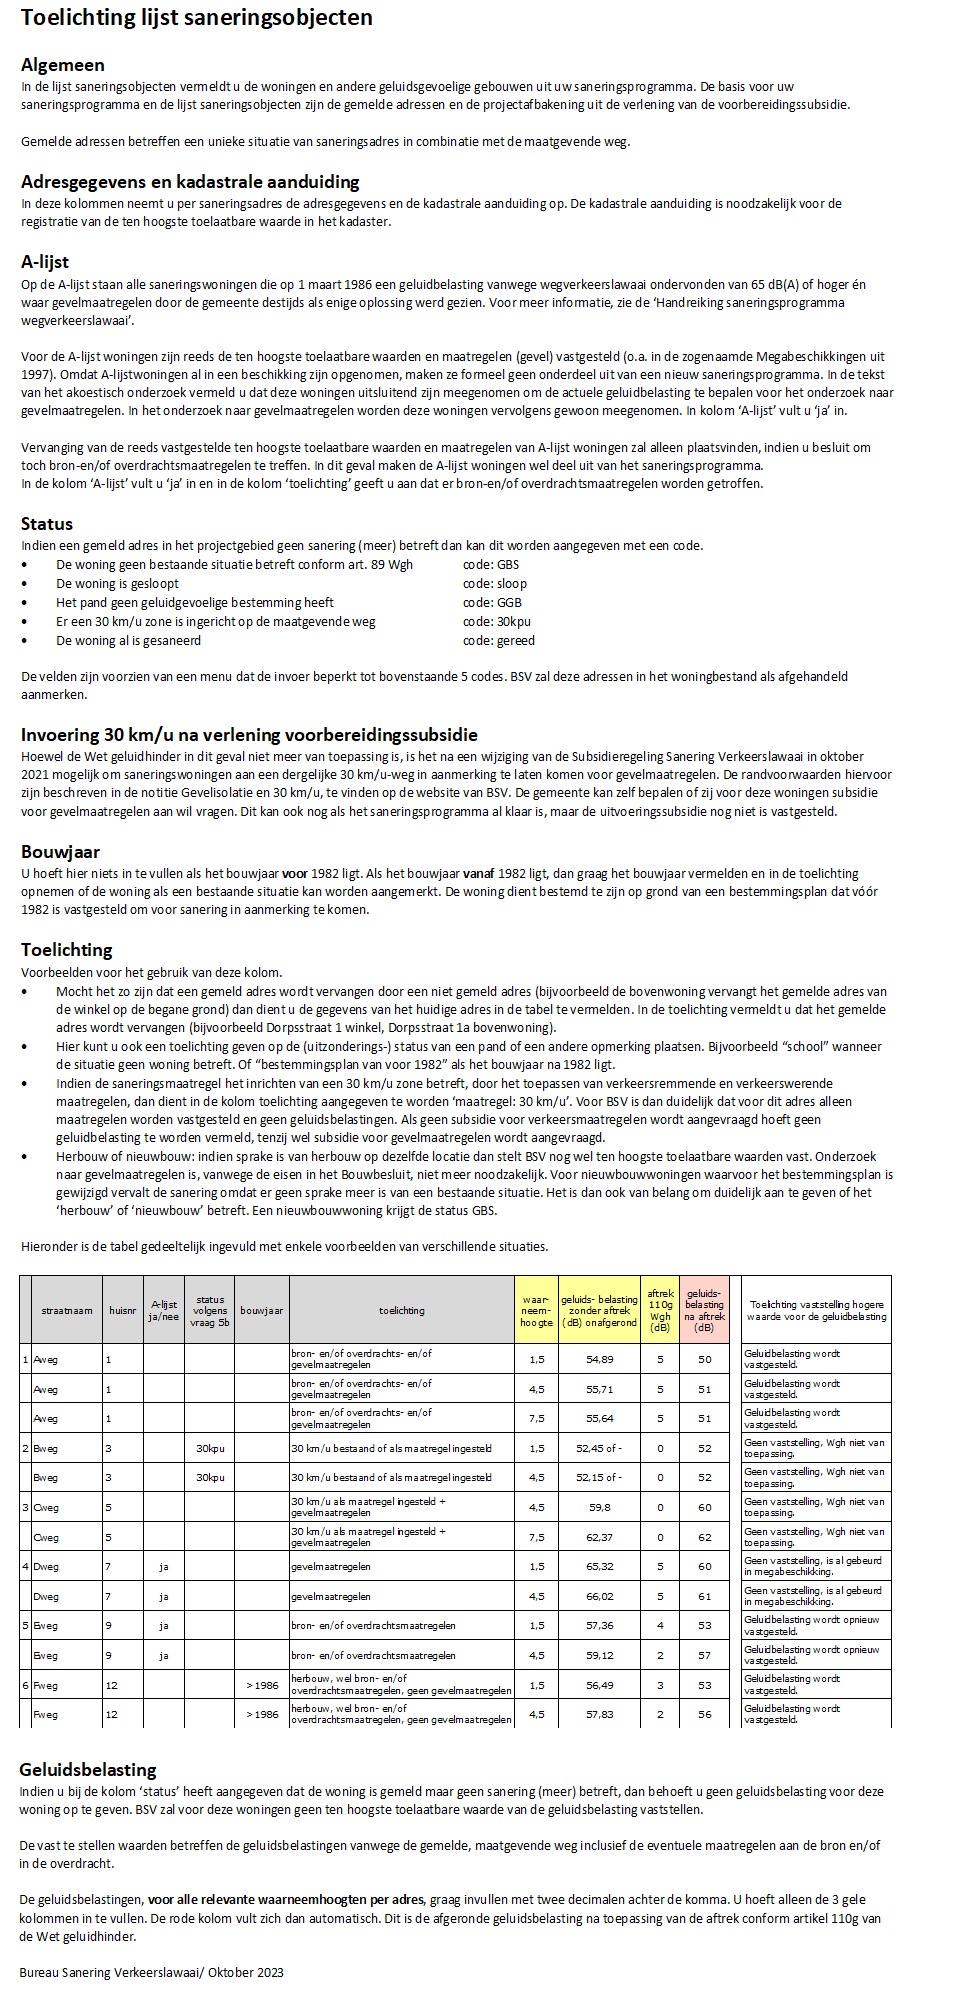 Toelichting lijst saneringsobjecten
Algemeen
In de lijst saneringsobjecten vermeldt u de woningen en andere geluidsgevoelige gebouwen uit uw saneringsprogramma. De basis voor uw
saneringsprogramma en de lijst saneringsobjecten zijn de gemelde adressen en de projectafbakening uit de verlening van de voorbereidingssubsidie.
Gemelde adressen betreffen een unieke situatie van saneringsadres in combinatie met de maatgevende weg.
Adresgegevens en kadastrale aanduiding
In deze kolommen neemt u per saneringsadres de adresgegevens en de kadastrale aanduiding op. De kadastrale aanduiding is noodzakelijk voor de
registratie van de ten hoogste toelaatbare waarde in het kadaster.
A-lijst
Op de A-lijst staan alle saneringswoningen die op 1 maart 1986 een geluidbelasting vanwege wegverkeerslawaai ondervonden van 65 dB(A) of hoger én
waar gevelmaatregelen door de gemeente destijds als enige oplossing werd gezien. Voor meer informatie, zie de ‘Handreiking saneringsprogramma
wegverkeerslawaai’.
Voor de A-lijst woningen zijn reeds de ten hoogste toelaatbare waarden en maatregelen (gevel) vastgesteld (o.a. in de zogenaamde Megabeschikkingen uit
1997). Omdat A-lijstwoningen al in een beschikking zijn opgenomen, maken ze formeel geen onderdeel uit van een nieuw saneringsprogramma. In de tekst
van het akoestisch onderzoek vermeld u dat deze woningen uitsluitend zijn meegenomen om de actuele geluidbelasting te bepalen voor het onderzoek naar
gevelmaatregelen. In het onderzoek naar gevelmaatregelen worden deze woningen vervolgens gewoon meegenomen. In kolom ‘A-lijst’ vult u ‘ja’ in.
Vervanging van de reeds vastgestelde ten hoogste toelaatbare waarden en maatregelen van A-lijst woningen zal alleen plaatsvinden, indien u besluit om
toch bron-en/of overdrachtsmaatregelen te treffen. In dit geval maken de A-lijst woningen wel deel uit van het saneringsprogramma.
In de kolom ‘A-lijst’ vult u ‘ja’ in en in de kolom ‘toelichting’ geeft u aan dat er bron-en/of overdrachtsmaatregelen worden getroffen.
Status
Indien een gemeld adres in het projectgebied geen sanering (meer) betreft dan kan dit worden aangegeven met een code.
• De woning geen bestaande situatie betreft conform art. 89 Wgh code: GBS
• De woning is gesloopt code: sloop
• Het pand geen geluidgevoelige bestemming heeft code: GGB
• Er een 30 km/u zone is ingericht op de maatgevende weg code: 30kpu
• De woning al is gesaneerd code: gereed
De velden zijn voorzien van een menu dat de invoer beperkt tot bovenstaande 5 codes. BSV zal deze adressen in het woningbestand als afgehandeld
aanmerken.
Invoering 30 km/u na verlening voorbereidingssubsidie
Hoewel de Wet geluidhinder in dit geval niet meer van toepassing is, is het na een wijziging van de Subsidieregeling Sanering Verkeerslawaai in oktober
2021 mogelijk om saneringswoningen aan een dergelijke 30 km/u-weg in aanmerking te laten komen voor gevelmaatregelen. De randvoorwaarden hiervoor
zijn beschreven in de notitie Gevelisolatie en 30 km/u, te vinden op de website van BSV. De gemeente kan zelf bepalen of zij voor deze woningen subsidie
voor gevelmaatregelen aan wil vragen. Dit kan ook nog als het saneringsprogramma al klaar is, maar de uitvoeringssubsidie nog niet is vastgesteld.
Bouwjaar
U hoeft hier niets in te vullen als het bouwjaar voor 1982 ligt. Als het bouwjaar vanaf 1982 ligt, dan graag het bouwjaar vermelden en in de toelichting
opnemen of de woning als een bestaande situatie kan worden aangemerkt. De woning dient bestemd te zijn op grond van een bestemmingsplan dat vóór
1982 is vastgesteld om voor sanering in aanmerking te komen.
Toelichting
Voorbeelden voor het gebruik van deze kolom.
• Mocht het zo zijn dat een gemeld adres wordt vervangen door een niet gemeld adres (bijvoorbeeld de bovenwoning vervangt het gemelde adres van
de winkel op de begane grond) dan dient u de gegevens van het huidige adres in de tabel te vermelden. In de toelichting vermeldt u dat het gemelde
adres wordt vervangen (bijvoorbeeld Dorpsstraat 1 winkel, Dorpsstraat 1a bovenwoning).
• Hier kunt u ook een toelichting geven op de (uitzonderings-) status van een pand of een andere opmerking plaatsen. Bijvoorbeeld “school” wanneer
de situatie geen woning betreft. Of “bestemmingsplan van voor 1982” als het bouwjaar na 1982 ligt.
• Indien de saneringsmaatregel het inrichten van een 30 km/u zone betreft, door het toepassen van verkeersremmende en verkeerswerende
maatregelen, dan dient in de kolom toelichting aangegeven te worden ‘maatregel: 30 km/u’. Voor BSV is dan duidelijk dat voor dit adres alleen
maatregelen worden vastgesteld en geen geluidsbelastingen. Als geen subsidie voor verkeersmaatregelen wordt aangevraagd hoeft geen
geluidbelasting te worden vermeld, tenzij wel subsidie voor gevelmaatregelen wordt aangevraagd.
• Herbouw of nieuwbouw: indien sprake is van herbouw op dezelfde locatie dan stelt BSV nog wel ten hoogste toelaatbare waarden vast. Onderzoek
naar gevelmaatregelen is, vanwege de eisen in het Bouwbesluit, niet meer noodzakelijk. Voor nieuwbouwwoningen waarvoor het bestemmingsplan is
gewijzigd vervalt de sanering omdat er geen sprake meer is van een bestaande situatie. Het is dan ook van belang om duidelijk aan te geven of het
‘herbouw’ of ‘nieuwbouw’ betreft. Een nieuwbouwwoning krijgt de status GBS.
Hieronder is de tabel gedeeltelijk ingevuld met enkele voorbeelden van verschillende situaties.
straatnaam huisnr A-lijst ja/nee status volgens vraag 5b bouwjaar toelichting waar-neem-hoogte geluids- belasting zonder aftrek (dB) onafgerond aftrek 110g Wgh (dB) geluids-belasting na aftrek (dB) Toelichting vaststelling hogere waarde voor de geluidbelasting
1 Aweg 1 bron- en/of overdrachts- en/of gevelmaatregelen 1,5 54,89 5 50 Geluidbelasting wordt vastgesteld.
Aweg 1 bron- en/of overdrachts- en/of gevelmaatregelen 4,5 55,71 5 51 Geluidbelasting wordt vastgesteld.
Aweg 1 bron- en/of overdrachts- en/of gevelmaatregelen 7,5 55,64 5 51 Geluidbelasting wordt vastgesteld.
2 Bweg 3 30kpu 30 km/u bestaand of als maatregel ingesteld 1,5 52,45 of - 0 52 Geen vaststelling, Wgh niet van toepassing.
Bweg 3 30kpu 30 km/u bestaand of als maatregel ingesteld 4,5 52,15 of - 0 52 Geen vaststelling, Wgh niet van toepassing.
3 Cweg 5 30 km/u als maatregel ingesteld + gevelmaatregelen 4,5 59,8 0 60 Geen vaststelling, Wgh niet van toepassing.
Cweg 5 30 km/u als maatregel ingesteld + gevelmaatregelen 7,5 62,37 0 62 Geen vaststelling, Wgh niet van toepassing.
4 Dweg 7 ja gevelmaatregelen 1,5 65,32 5 60 Geen vaststelling, is al gebeurd in megabeschikking.
Dweg 7 ja gevelmaatregelen 4,5 66,02 5 61 Geen vaststelling, is al gebeurd in megabeschikking.
5 Eweg 9 ja bron- en/of overdrachtsmaatregelen 1,5 57,36 4 53 Geluidbelasting wordt opnieuw vastgesteld.
Eweg 9 ja bron- en/of overdrachtsmaatregelen 4,5 59,12 2 57 Geluidbelasting wordt opnieuw vastgesteld.
6 Fweg 12 > 1986 herbouw, wel bron- en/of overdrachtsmaatregelen, geen gevelmaatregelen 1,5 56,49 3 53 Geluidbelasting wordt vastgesteld.
Fweg 12 > 1986 herbouw, wel bron- en/of overdrachtsmaatregelen, geen gevelmaatregelen 4,5 57,83 2 56 Geluidbelasting wordt vastgesteld.
Geluidsbelasting
Indien u bij de kolom ‘status’ heeft aangegeven dat de woning is gemeld maar geen sanering (meer) betreft, dan behoeft u geen geluidsbelasting voor deze
woning op te geven. BSV zal voor deze woningen geen ten hoogste toelaatbare waarde van de geluidsbelasting vaststellen.
De vast te stellen waarden betreffen de geluidsbelastingen vanwege de gemelde, maatgevende weg inclusief de eventuele maatregelen aan de bron en/of
in de overdracht.
De geluidsbelastingen, voor alle relevante waarneemhoogten per adres, graag invullen met twee decimalen achter de komma. U hoeft alleen de 3 gele
kolommen in te vullen. De rode kolom vult zich dan automatisch. Dit is de afgeronde geluidsbelasting na toepassing van de aftrek conform artikel 110g van
de Wet geluidhinder.
Bureau Sanering Verkeerslawaai/ Oktober 2023